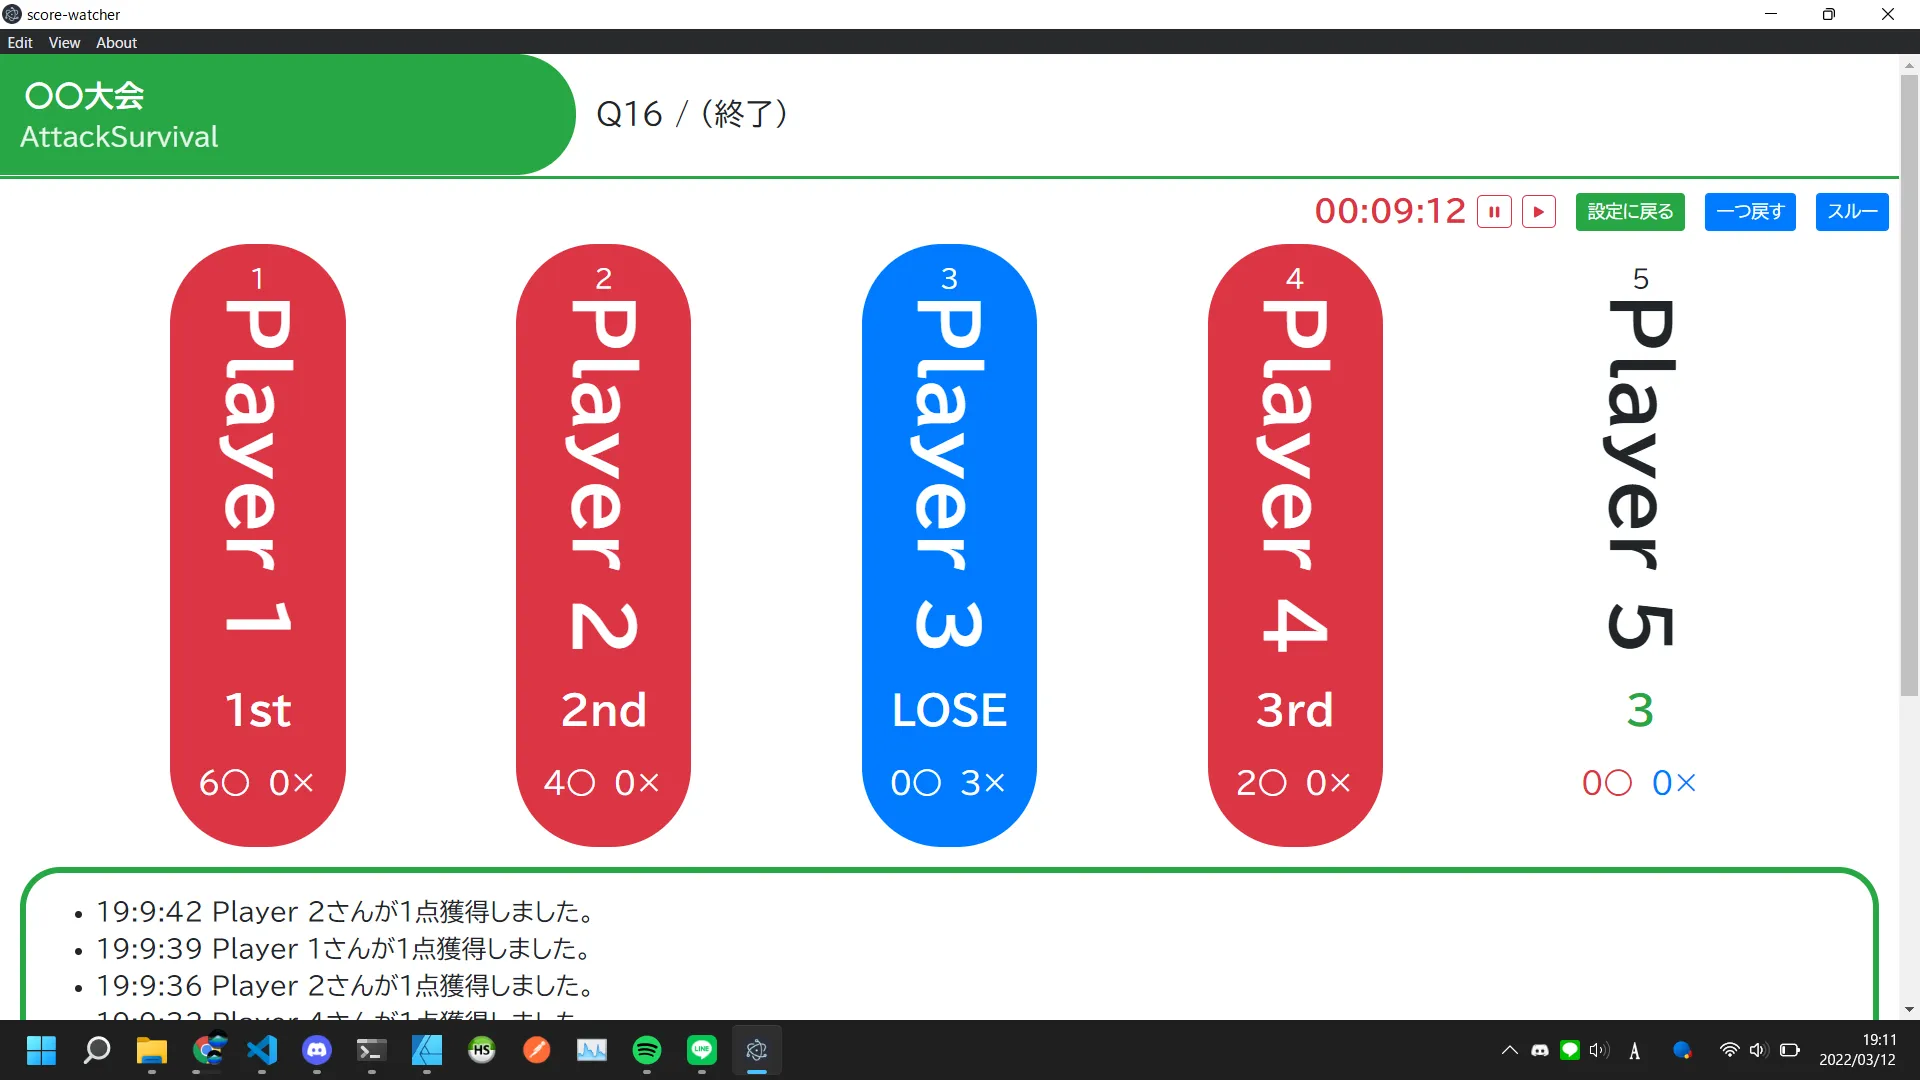 score-watcher
Edit View About
〇〇大会
AttackSurvival
Q16 /（終了）
00:09:12 設定に戻る 一つ戻す スルー
1 2 3 4 5
Player 1 Player 2 Player 3 Player 4 Player 5
1st 2nd LOSE 3rd 3
6〇 0× 4〇 0× 0〇 3× 2〇 0× 0〇 0×
• 19:9:42 Player 2さんが1点獲得しました。
• 19:9:39 Player 1さんが1点獲得しました。
• 19:9:36 Player 2さんが1点獲得しました。
HS LINE A 19:11
2022/03/12